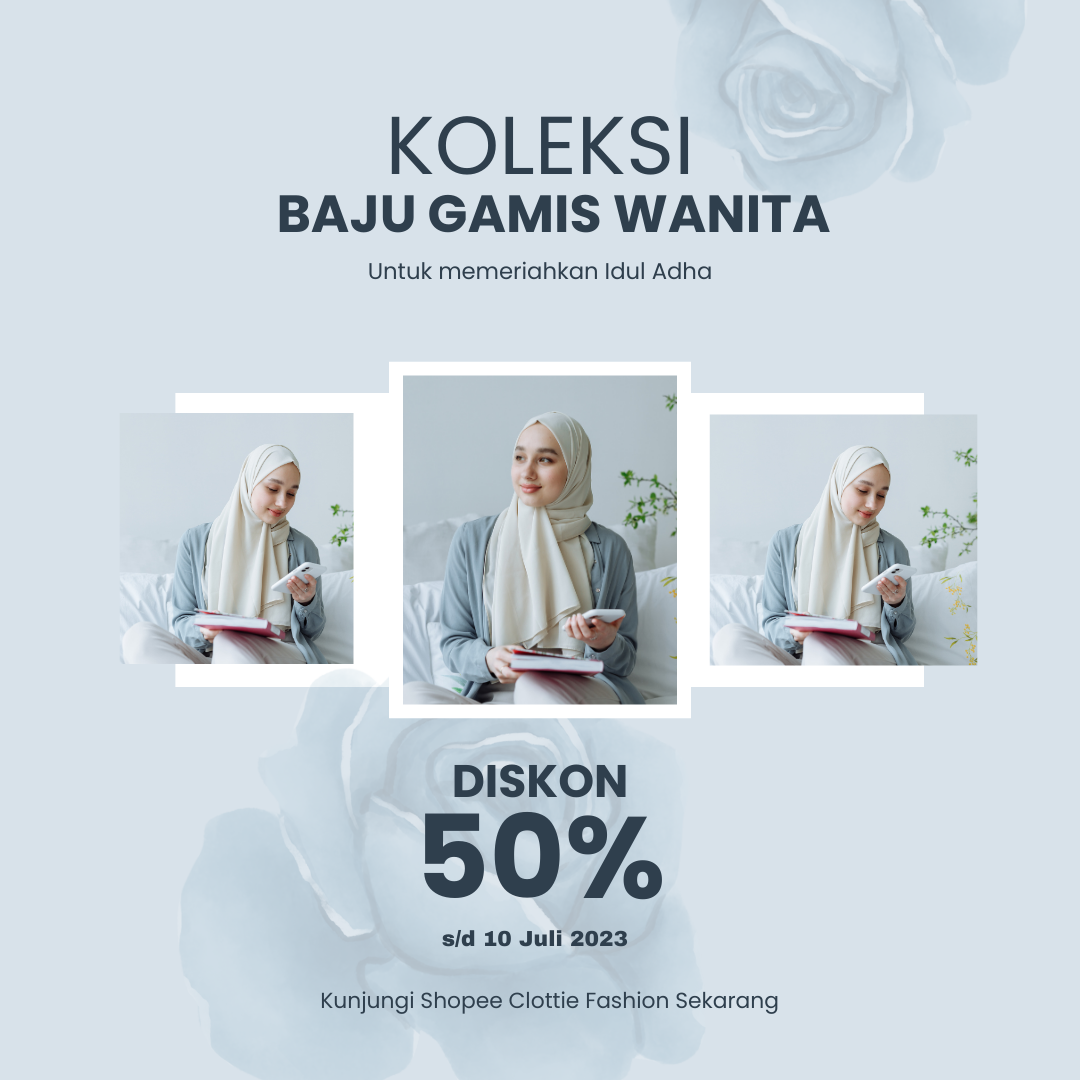 KOLEKSI
BAJU GAMIS WANITA
Untuk memeriahkan Idul Adha
DISKON
50%
s/d 10 Juli 2023
Kunjungi Shopee Clottie Fashion Sekarang